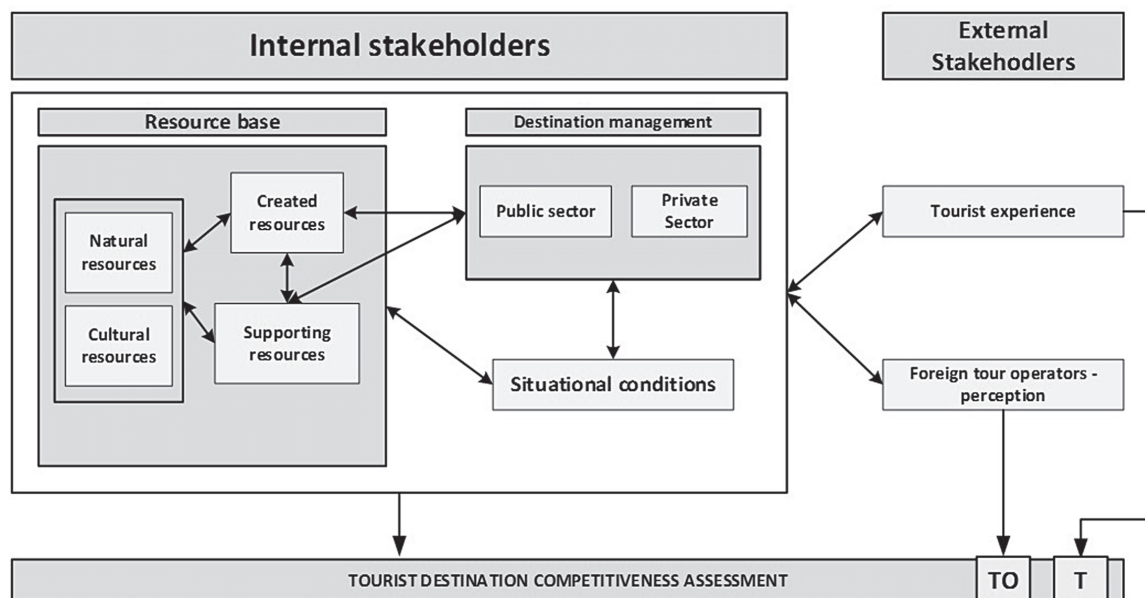 Internal stakeholders
External
Stakehodlers
Resource base
Destination management
Created
resources
Natural
resources
Cultural
resources
Supporting
resources
Public sector
Private
Sector
Situational conditions
Tourist experience
Foreign tour operators -
perception
TOURIST DESTINATION COMPETITIVENESS ASSESSMENT
TO
T